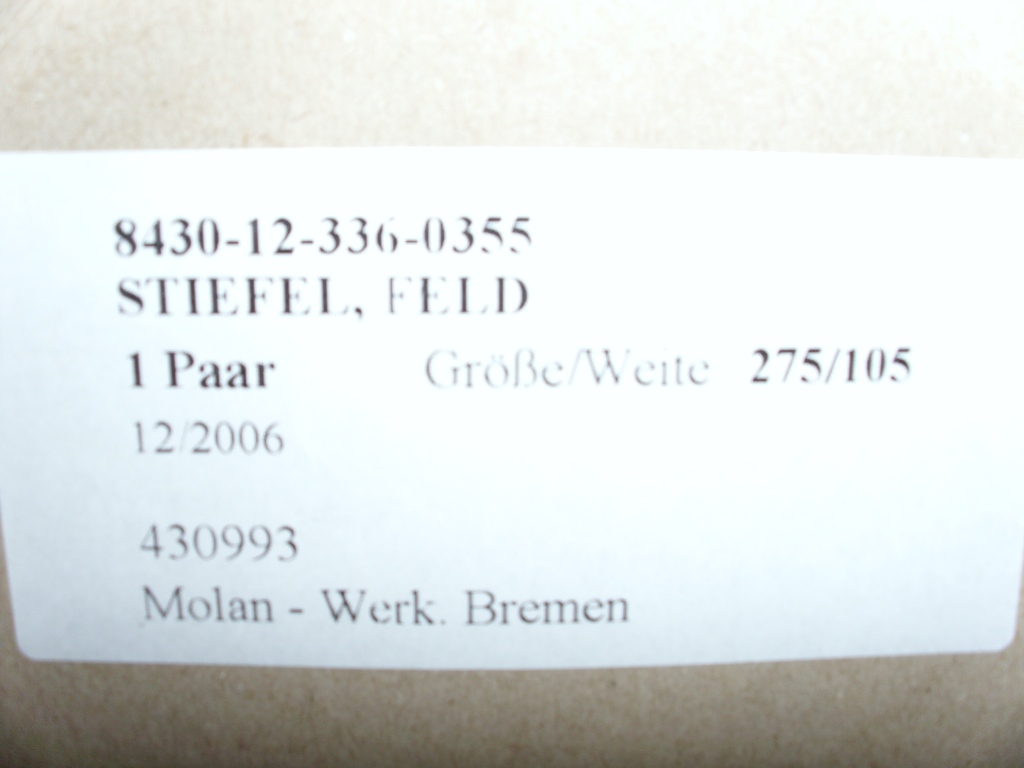 8430-12-336-0355
STIEFEL, FELD
1 Paar Größe/Weite 275/105
12/2006
430993
Molan - Werk. Bremen